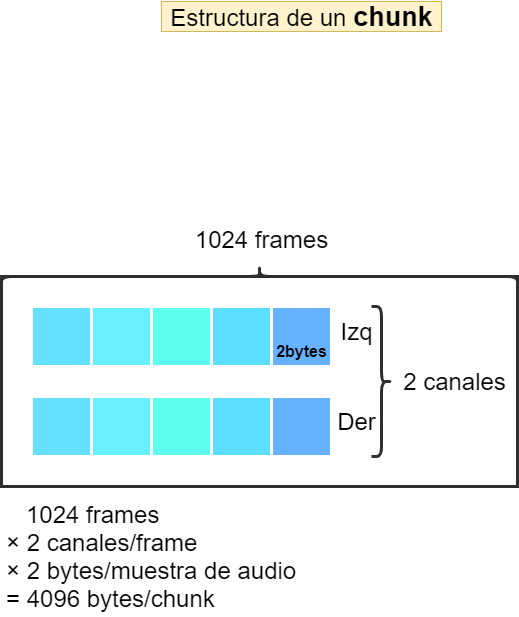 Estructura de un chunk
1024 frames
2bytes
Izq
2 canales
Der
1024 frames
× 2 canales/frame
× 2 bytes/muestra de audio
= 4096 bytes/chunk